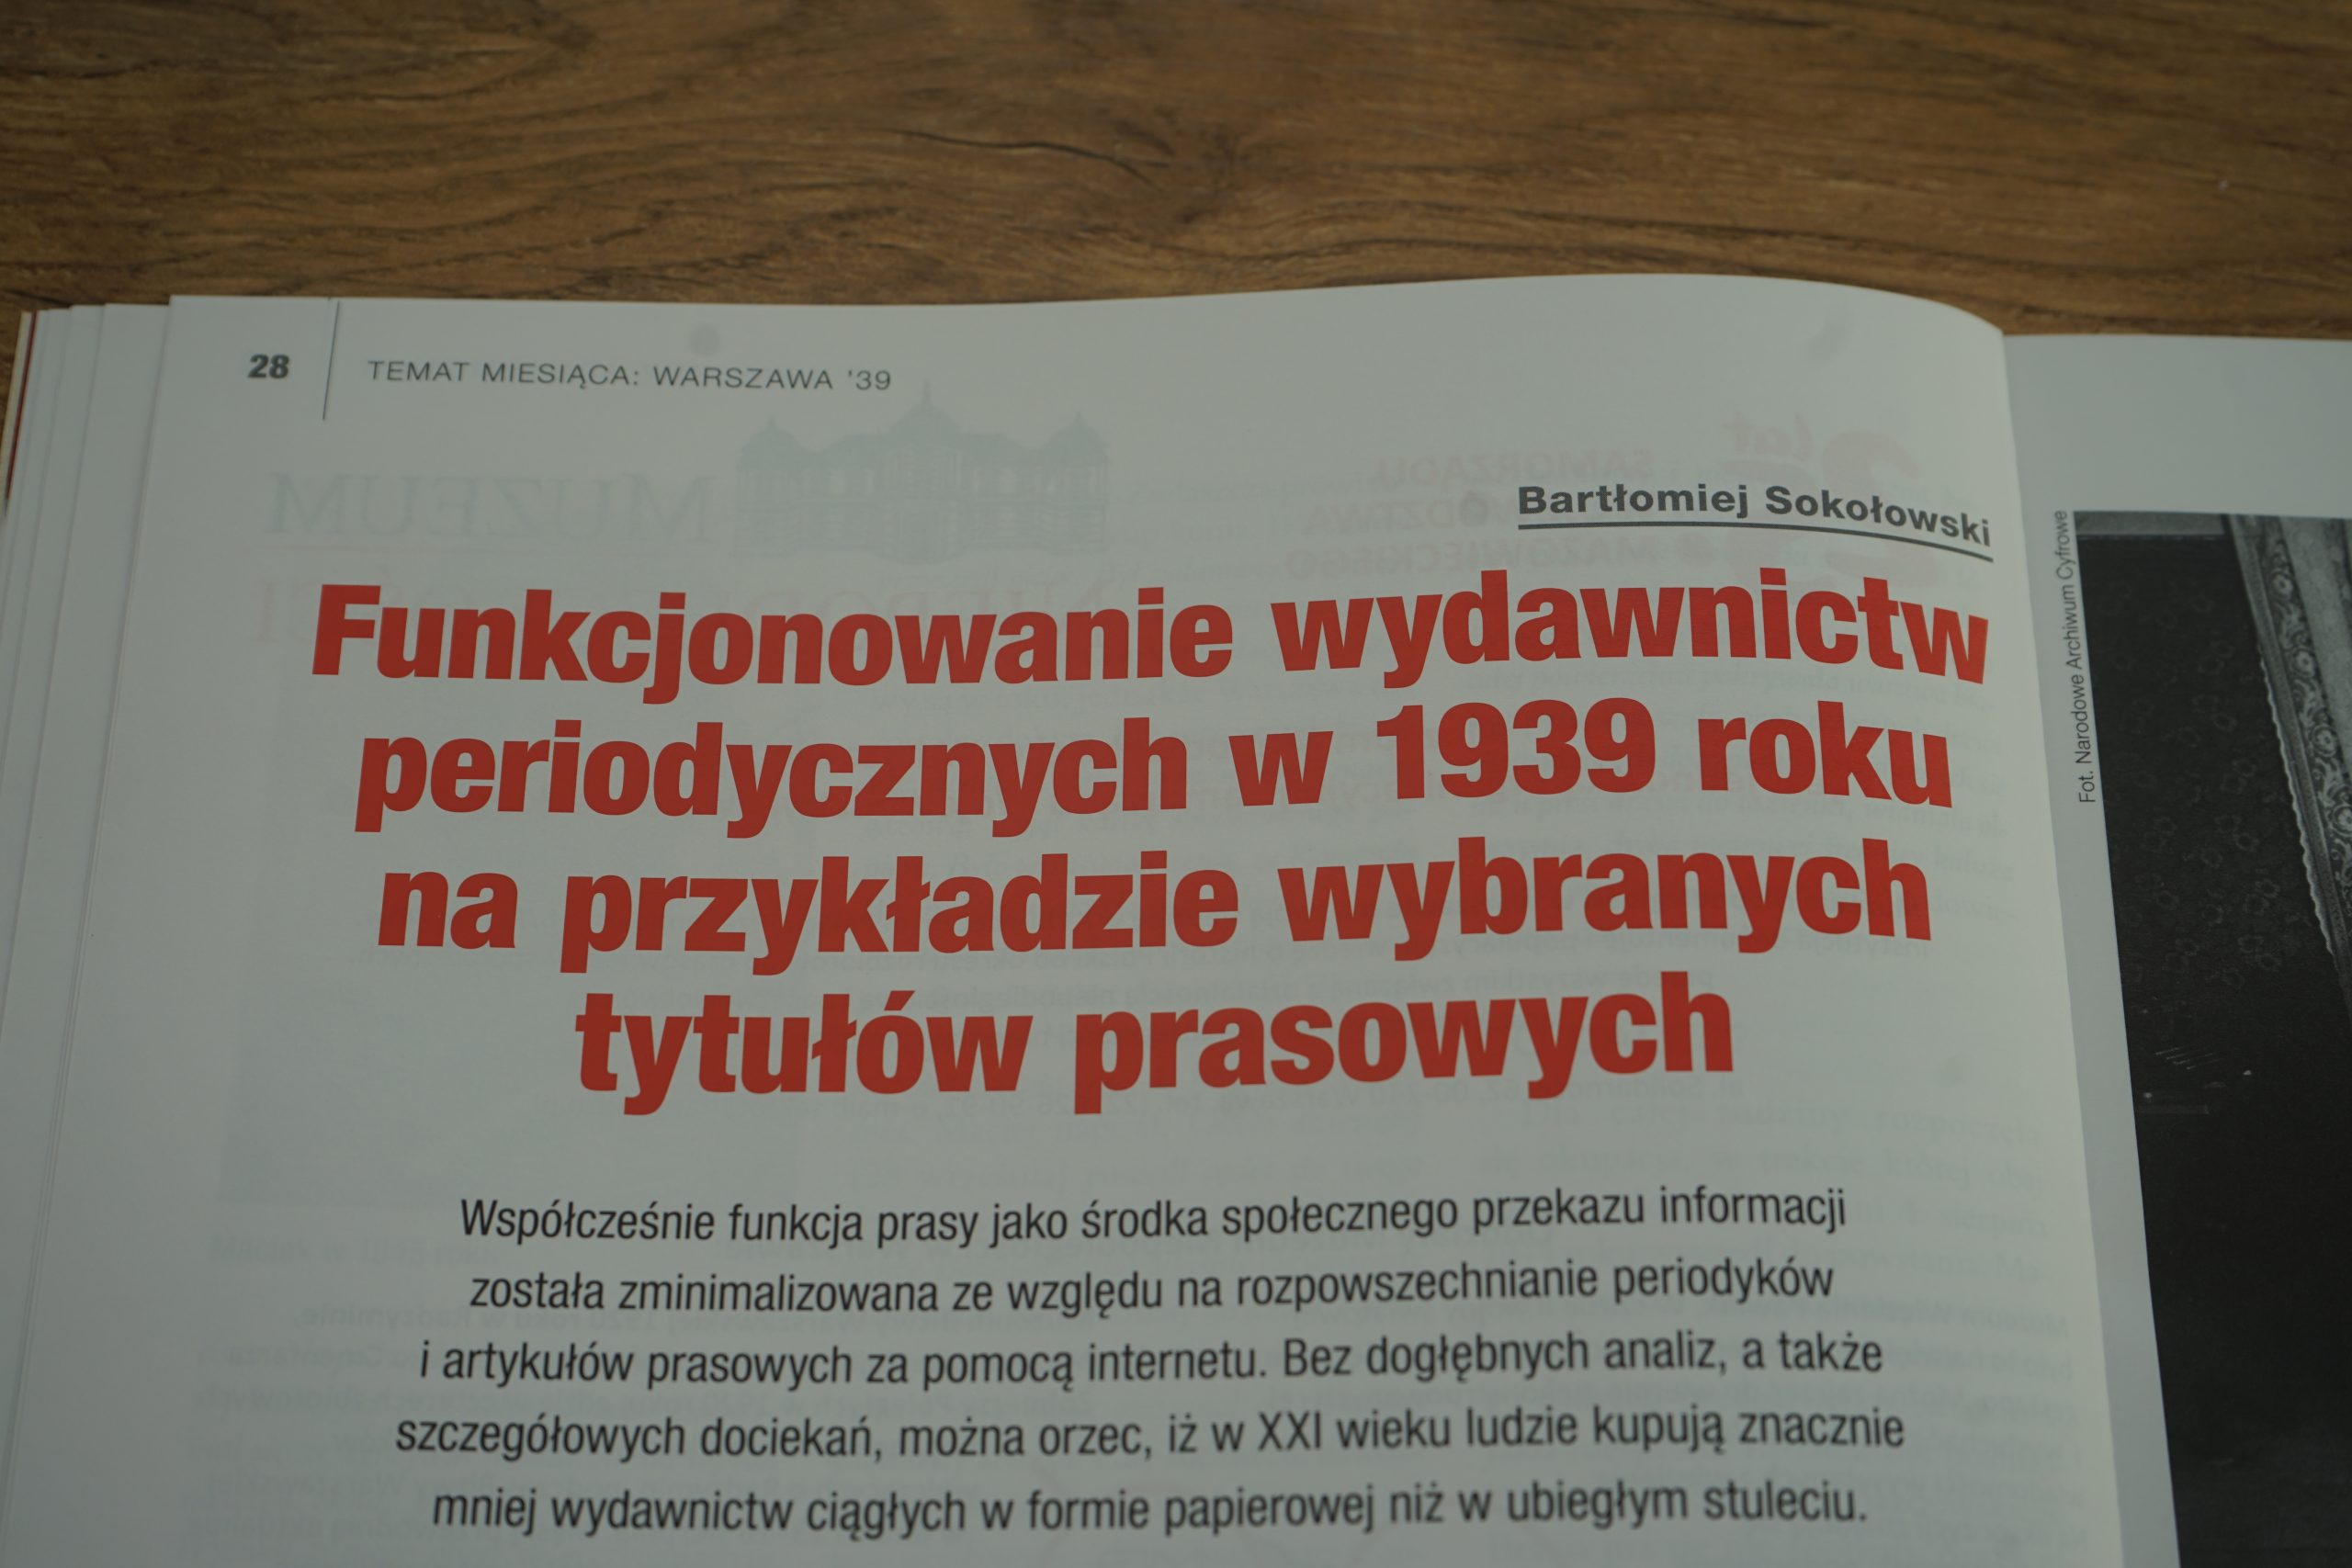 28
TEMAT MIESIĄCA: WARSZAWA '39
Bartłomiej Sokołowski
Funkcjonowanie wydawnictw
periodycznych w 1939 roku
na przykładzie wybranych
tytułów prasowych
Współcześnie funkcja prasy jako środka społecznego przekazu informacji
została zminimalizowana ze względu na rozpowszechnianie periodyków
i artykułów prasowych za pomocą internetu. Bez dogłębnych analiz, a także
szczegółowych dociekań, można orzec, iż w XXI wieku ludzie kupują znacznie
mniej wydawnictw ciągłych w formie papierowej niż w ubiegłym stuleciu.
Fot. Narodowe Archiwum Cyfrowe